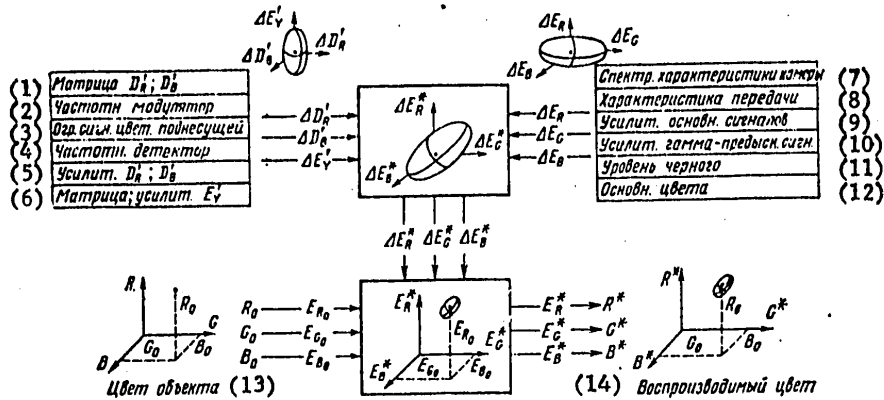 ΔE'_Y
ΔD'_R
ΔD'_B
ΔE_R
ΔE_G
ΔE_B
(1) Матрица D'_R; D'_B
(2) Частотн модулятор
(3) Огр. сигн. цвет. поднесущей
(4) Частотн. детектор
(5) Усилит. D'_R; D'_B
(6) Матрица; усилит. E'_Y
ΔD'_R
ΔD'_B
ΔE'_Y
ΔE*_R
ΔE*_G
ΔE*_B
ΔE_R
ΔE_G
ΔE_B
Спектр. характеристики камеры (7)
Характеристика передачи (8)
Усилит. основн. сигналов (9)
Усилит. гамма-предыск. сигн. (10)
Уровень черного (11)
Основн. цвета (12)
ΔE*_R ΔE*_G ΔE*_B
R
R_0
G
B
G_0
B_0
R_0 E_{R_0}
G_0 E_{G_0}
B_0 E_{B_0}
E*_R
E_{R_0}
E*_G
E*_B
E_{G_0}
E_{B_0}
E*_R R*
E*_G G*
E*_B B*
R*
R_0
G*
B*
G_0
B_0
Цвет объекта (13)
(14) Воспроизводимый цвет